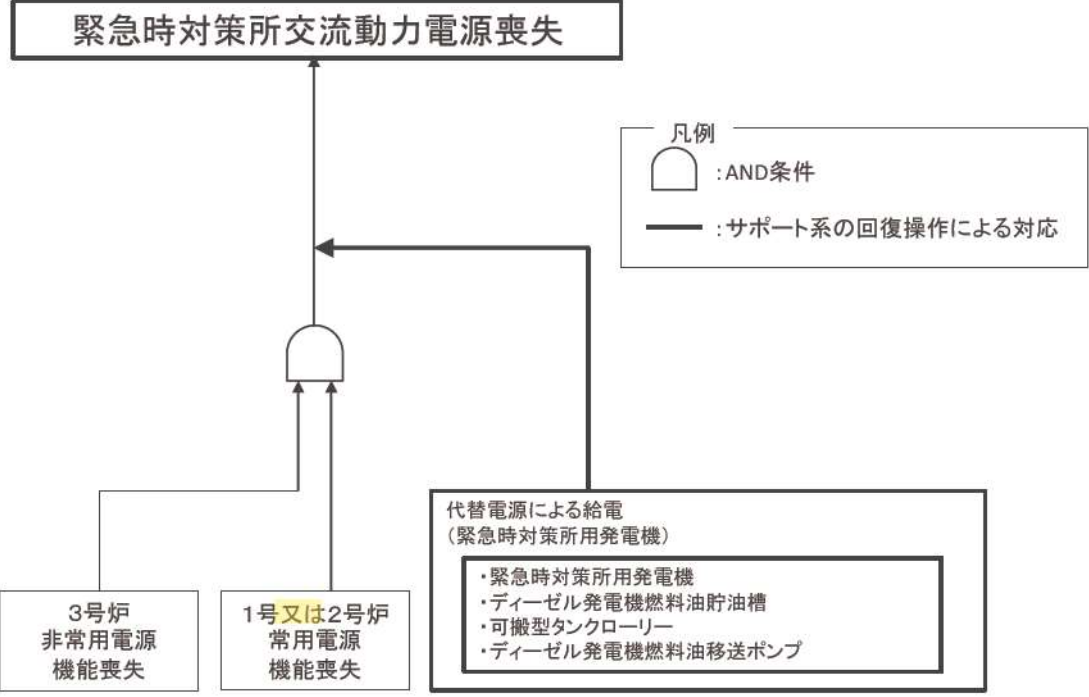 緊急時対策所交流動力電源喪失
凡例
:AND条件
:サポート系の回復操作による対応
代替電源による給電
(緊急時対策所用発電機)
・緊急時対策所用発電機
・ディーゼル発電機燃料油貯油槽
・可搬型タンクローリー
・ディーゼル発電機燃料油移送ポンプ
3号炉
非常用電源
機能喪失
1号又は2号炉
常用電源
機能喪失